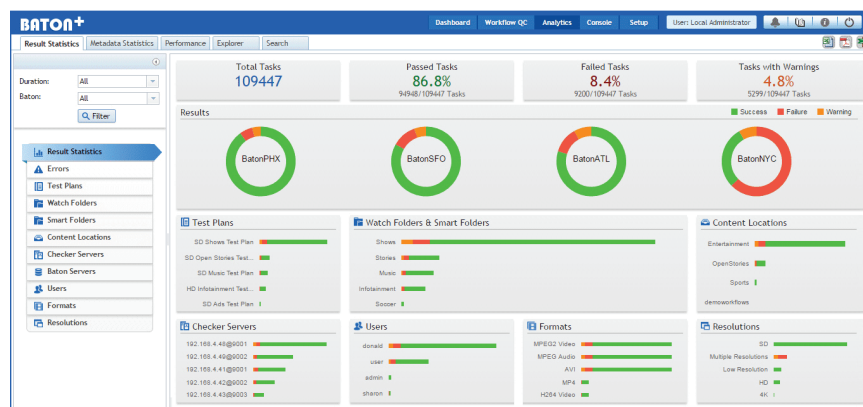 BATON+
Dashboard Workflow QC Analytics Console Setup User: Local Administrator
Result Statistics Metadata Statistics Performance Explorer Search
Duration: All
Baton: All
Filter
Result Statistics
Errors
Test Plans
Watch Folders
Smart Folders
Content Locations
Checker Servers
Baton Servers
Users
Formats
Resolutions
Total Tasks
109447
Passed Tasks
86.8%
94948/109447 Tasks
Failed Tasks
8.4%
9200/109447 Tasks
Tasks with Warnings
4.8%
5299/109447 Tasks
Results
Success Failure Warning
BatonPHX
BatonSFO
BatonATL
BatonNYC
Test Plans
SD Shows Test Plan
SD Open Stories Test...
SD Music Test Plan
HD Infotainment Test...
SD Ads Test Plan
Watch Folders & Smart Folders
Shows
Stories
Music
Infotainment
Soccer
Content Locations
Entertainment
OpenStories
Sports
demoworkflows
Checker Servers
192.168.4.48@9001
192.168.4.49@9002
192.168.4.41@9001
192.168.4.42@9002
192.168.4.43@9003
Users
donald
user
admin
sharon
Formats
MPEG2 Video
MPEG Audio
AVI
MP4
H264 Video
Resolutions
SD
Multiple Resolutions
Low Resolution
HD
4K